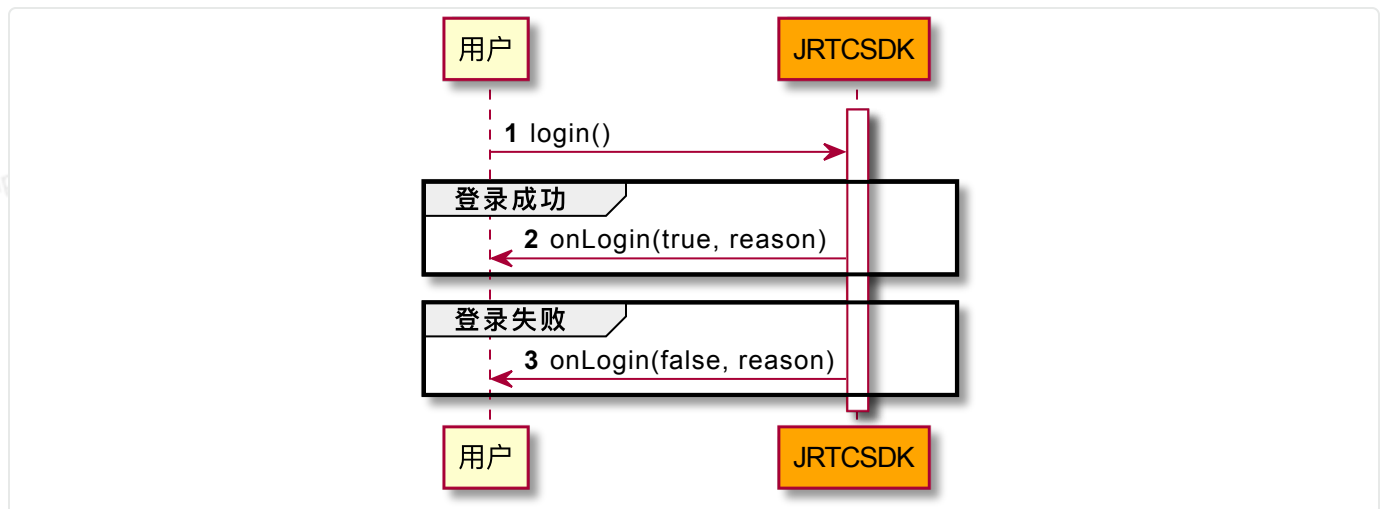 用户 JRTCSDK
1 login()
登录成功
2 onLogin(true, reason)
登录失败
3 onLogin(false, reason)
用户 JRTCSDK